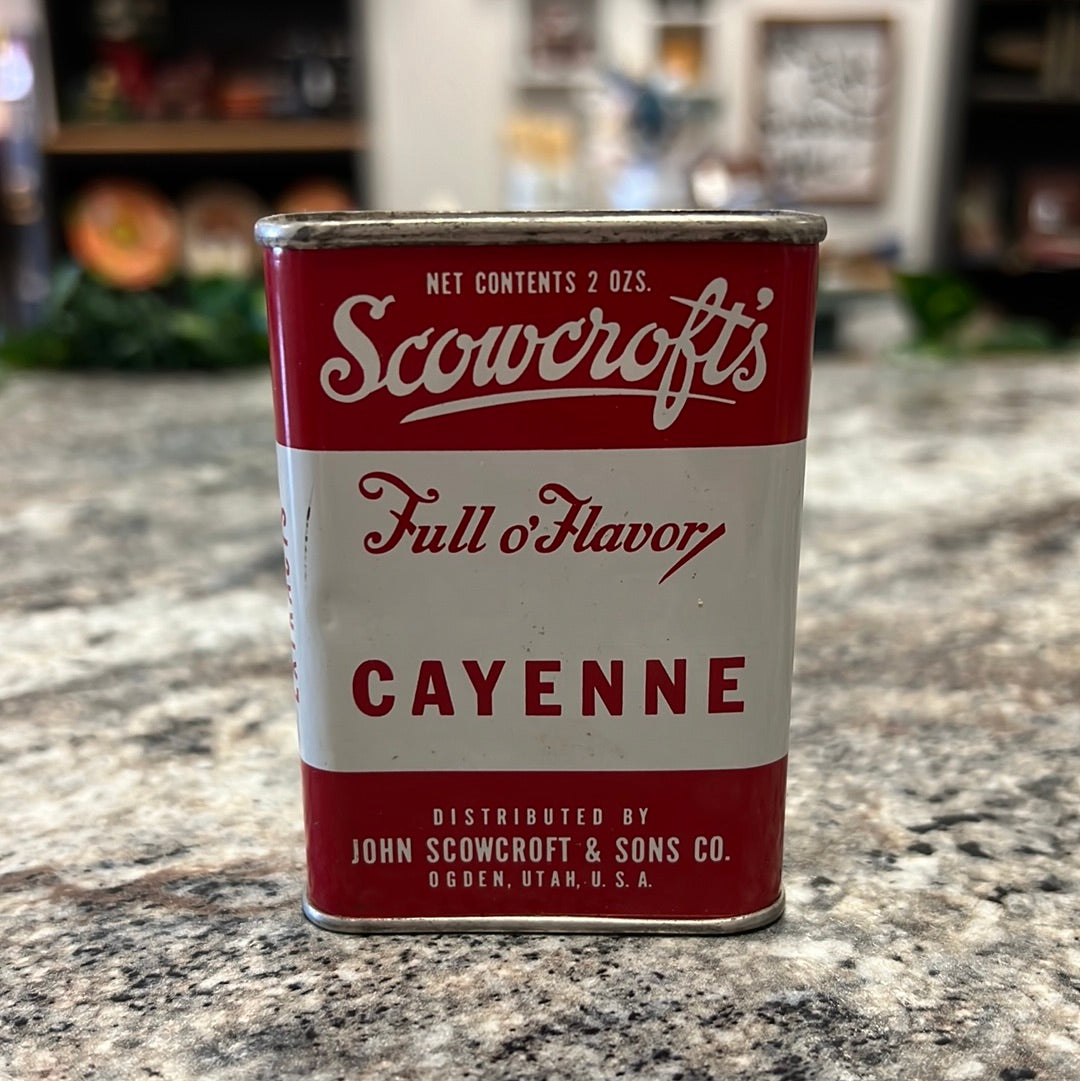 NET CONTENTS 2 OZS.
Scowcroft's
Full o' Flavor
CAYENNE
DISTRIBUTED BY
JOHN SCOWCROFT & SONS CO.
OGDEN, UTAH, U. S. A.